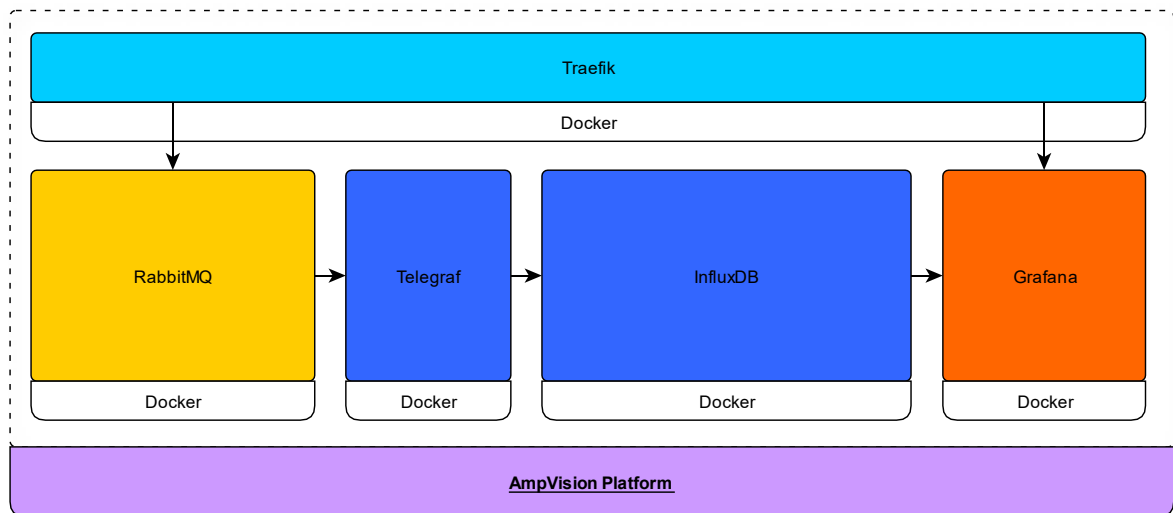 Traefik
Docker
RabbitMQ
Telegraf
InfluxDB
Grafana
Docker
Docker
Docker
Docker
AmpVision Platform